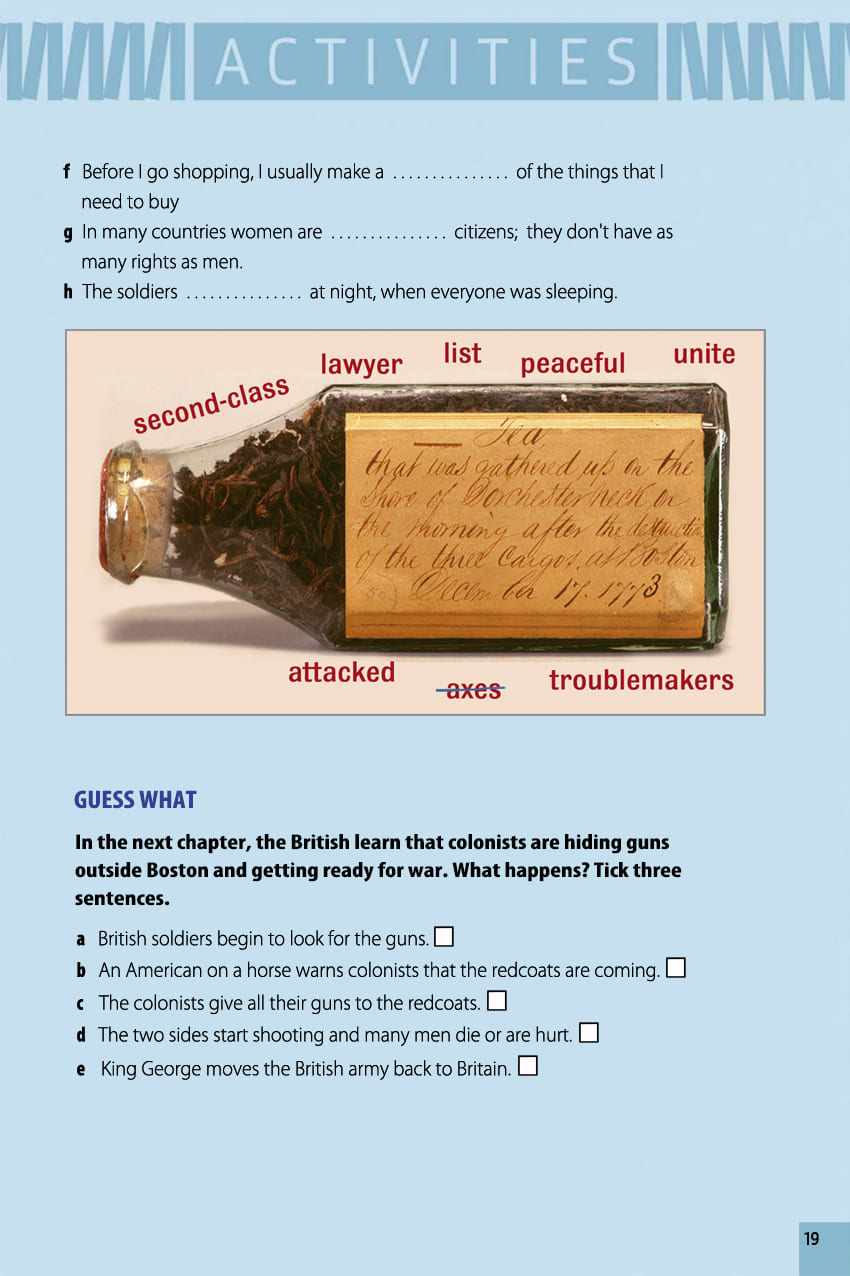 ACTIVITIES
f Before I go shopping, I usually make a ............... of the things that I
need to buy
g In many countries women are ............... citizens; they don't have as
many rights as men.
h The soldiers ............... at night, when everyone was sleeping.
second-class
lawyer
list
peaceful
unite
Tea
that was gathered up on the
Shore of Dorchester neck on
the morning after the destruction
of the three Cargos, at Boston
December 17. 1773
attacked
axes
troublemakers
GUESS WHAT
In the next chapter, the British learn that colonists are hiding guns
outside Boston and getting ready for war. What happens? Tick three
sentences.
a British soldiers begin to look for the guns.
b An American on a horse warns colonists that the redcoats are coming.
c The colonists give all their guns to the redcoats.
d The two sides start shooting and many men die or are hurt.
e King George moves the British army back to Britain.
19